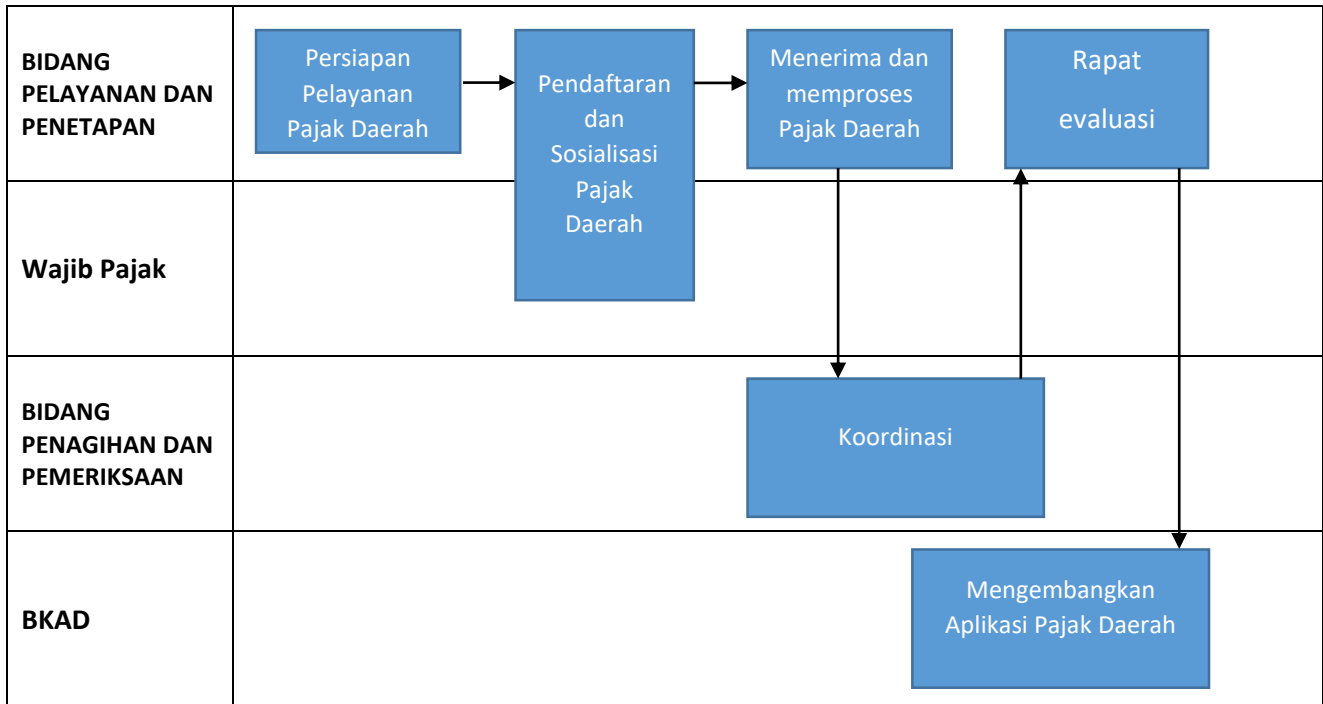 BIDANG
PELAYANAN DAN
PENETAPAN
Persiapan
Pelayanan
Pajak Daerah
Pendaftaran
dan
Sosialisasi
Pajak
Daerah
Menerima dan
memproses
Pajak Daerah
Rapat
evaluasi
Wajib Pajak
BIDANG
PENAGIHAN DAN
PEMERIKSAAN
Koordinasi
BKAD
Mengembangkan
Aplikasi Pajak Daerah